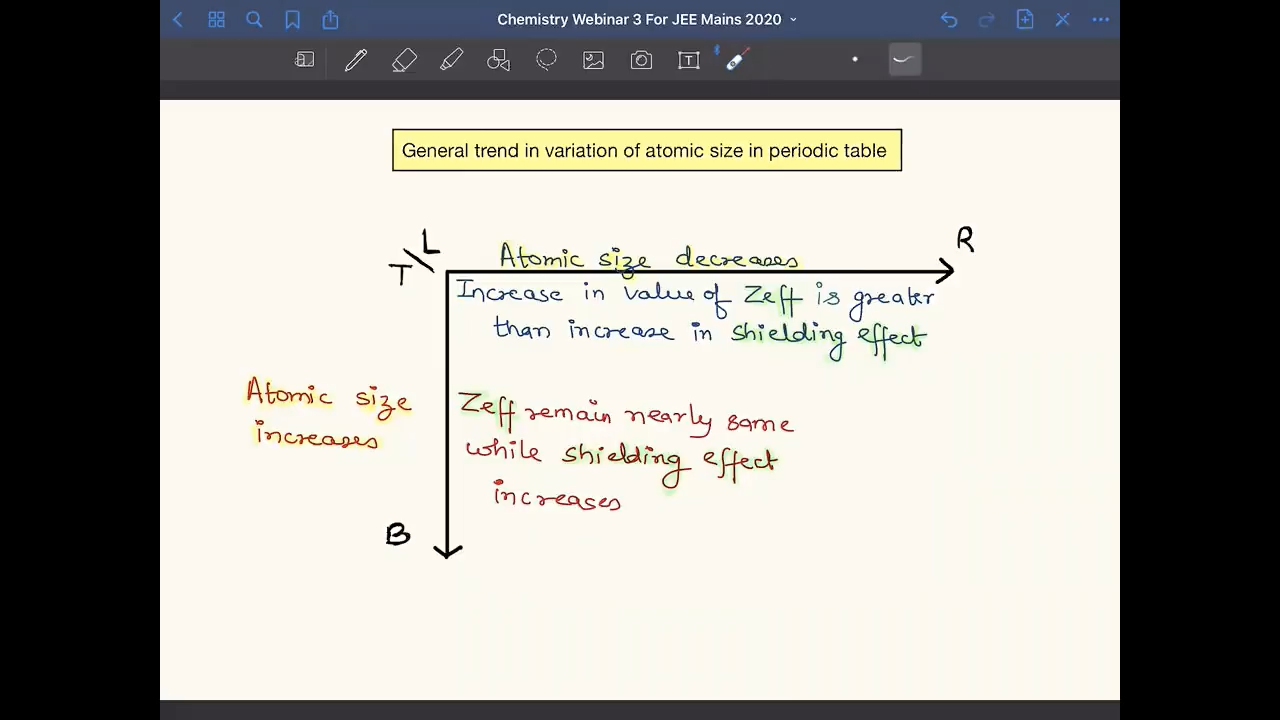 Chemistry Webinar 3 For JEE Mains 2020
T
General trend in variation of atomic size in periodic table
L
R
T
Atomic size decreases
Increase in value of Zeff is greater
than increase in shielding effect
Atomic size
increases
Zeff remain nearly same
while shielding effect
increases
B